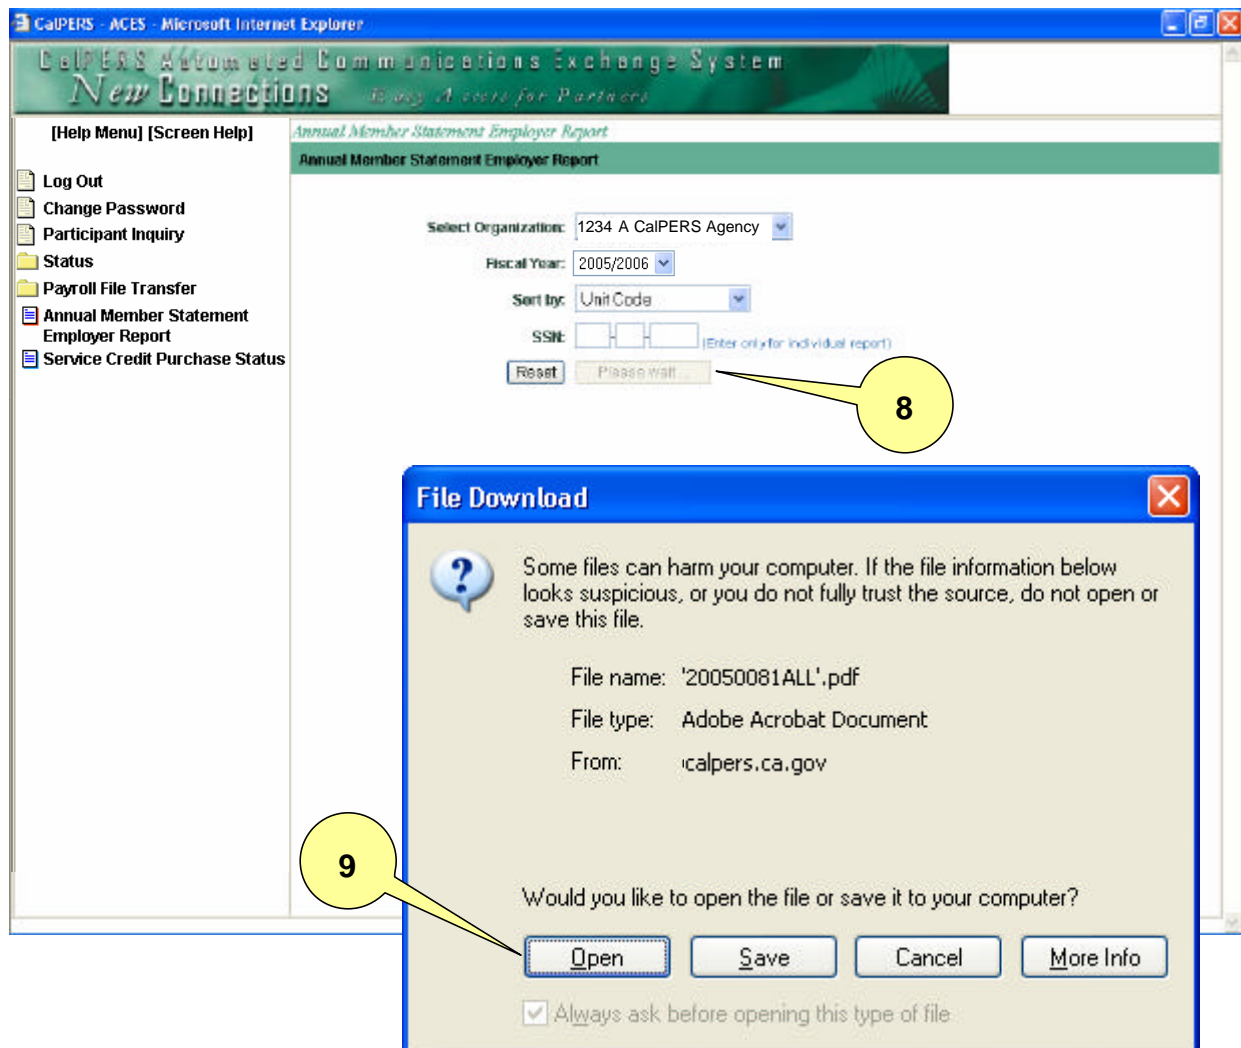 CalPERS - ACES - Microsoft Internet Explorer
CalPERS Automated Communications Exchange System
New Connections Easy Access for Partners
[Help Menu] [Screen Help]
Log Out
Change Password
Participant Inquiry
Status
Payroll File Transfer
Annual Member Statement
Employer Report
Service Credit Purchase Status
Annual Member Statement Employer Report
Annual Member Statement Employer Report
Select Organization: 1234 A CalPERS Agency
Fiscal Year: 2005/2006
Sort by: Unit Code
SSN: - - (Enter only for individual report)
Reset Please wait...
8
File Download
Some files can harm your computer. If the file information below
looks suspicious, or you do not fully trust the source, do not open or
save this file.
File name: '20050081ALL'.pdf
File type: Adobe Acrobat Document
From: calpers.ca.gov
9
Would you like to open the file or save it to your computer?
Open Save Cancel More Info
Always ask before opening this type of file